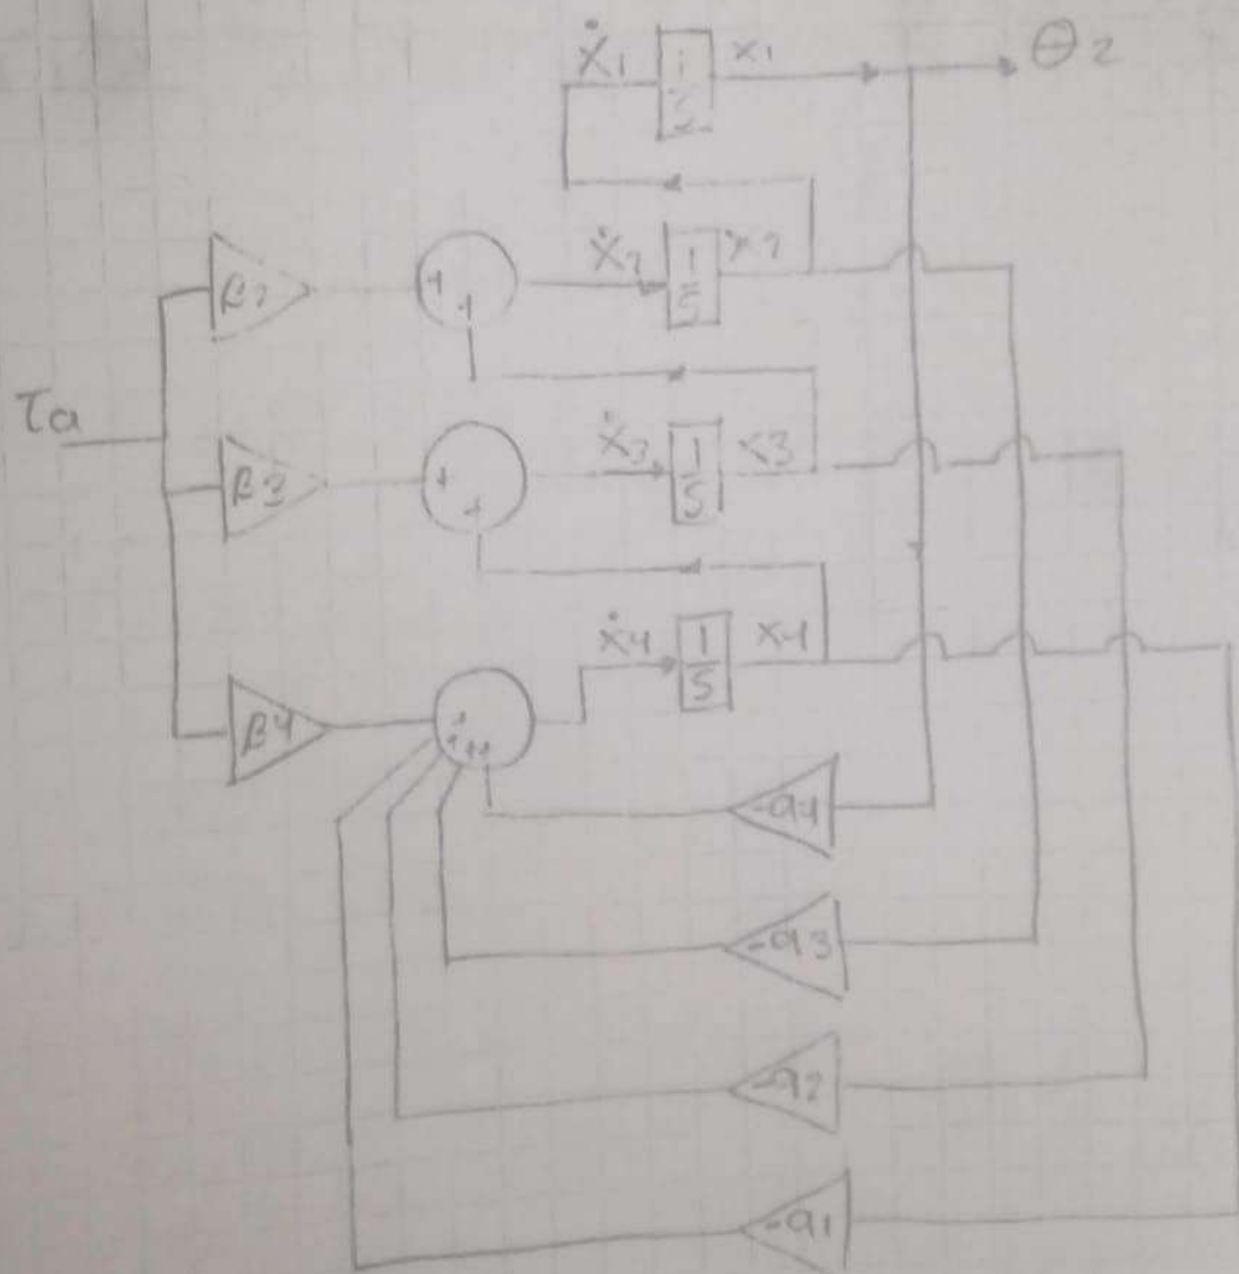 ẋ1 1/s x1 θ2
β2 + + ẋ2 1/s x2
τa
β3 + + ẋ3 1/s x3
ẋ4 1/s x4
β4 + + + + +
-a4
-a3
-a2
-a1